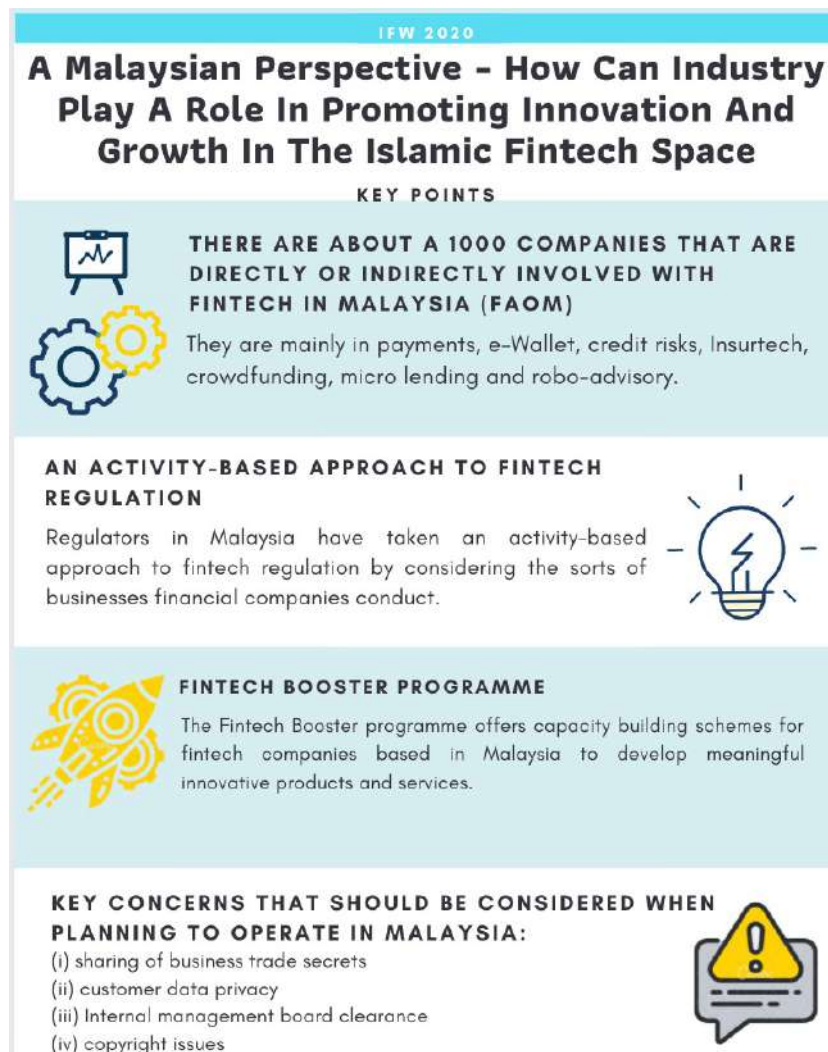 IFW 2020
A Malaysian Perspective - How Can Industry
Play A Role In Promoting Innovation And
Growth In The Islamic Fintech Space
KEY POINTS
THERE ARE ABOUT A 1000 COMPANIES THAT ARE
DIRECTLY OR INDIRECTLY INVOLVED WITH
FINTECH IN MALAYSIA (FAOM)
They are mainly in payments, e-Wallet, credit risks, Insurtech,
crowdfunding, micro lending and robo-advisory.
AN ACTIVITY-BASED APPROACH TO FINTECH
REGULATION
Regulators in Malaysia have taken an activity-based
approach to fintech regulation by considering the sorts of
businesses financial companies conduct.
FINTECH BOOSTER PROGRAMME
The Fintech Booster programme offers capacity building schemes for
fintech companies based in Malaysia to develop meaningful
innovative products and services.
KEY CONCERNS THAT SHOULD BE CONSIDERED WHEN
PLANNING TO OPERATE IN MALAYSIA:
(i) sharing of business trade secrets
(ii) customer data privacy
(iii) Internal management board clearance
(iv) copyright issues